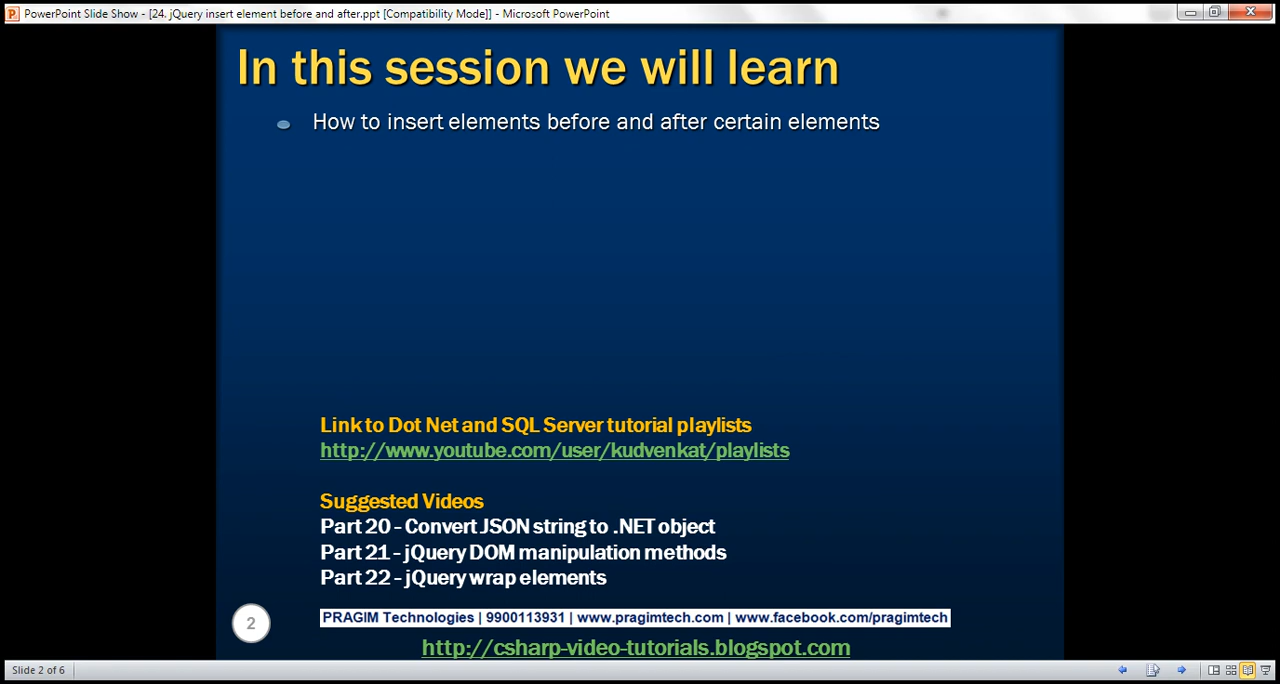 PowerPoint Slide Show - [24. jQuery insert element before and after.ppt [Compatibility Mode]] - Microsoft PowerPoint
In this session we will learn
How to insert elements before and after certain elements
Link to Dot Net and SQL Server tutorial playlists
http://www.youtube.com/user/kudvenkat/playlists
Suggested Videos
Part 20 - Convert JSON string to .NET object
Part 21 - jQuery DOM manipulation methods
Part 22 - jQuery wrap elements
2
PRAGIM Technologies | 9900113931 | www.pragimtech.com | www.facebook.com/pragimtech
http://csharp-video-tutorials.blogspot.com
Slide 2 of 6